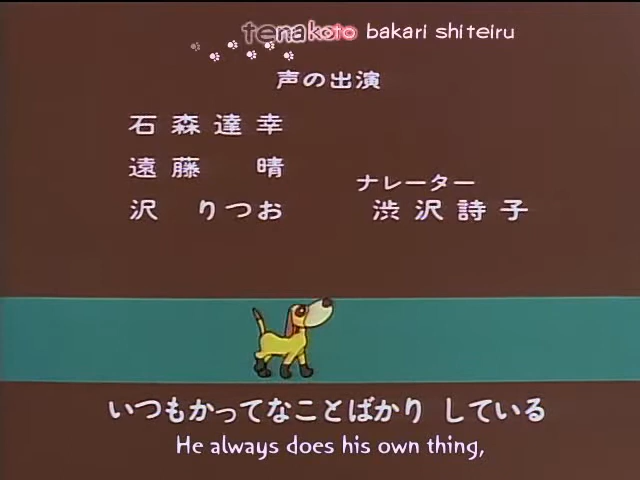 tenakoto bakari shiteiru
声の出演
石森達幸
遠藤 晴
沢 りつお
ナレーター
渋沢詩子
いつもかってなことばかり している
He always does his own thing,